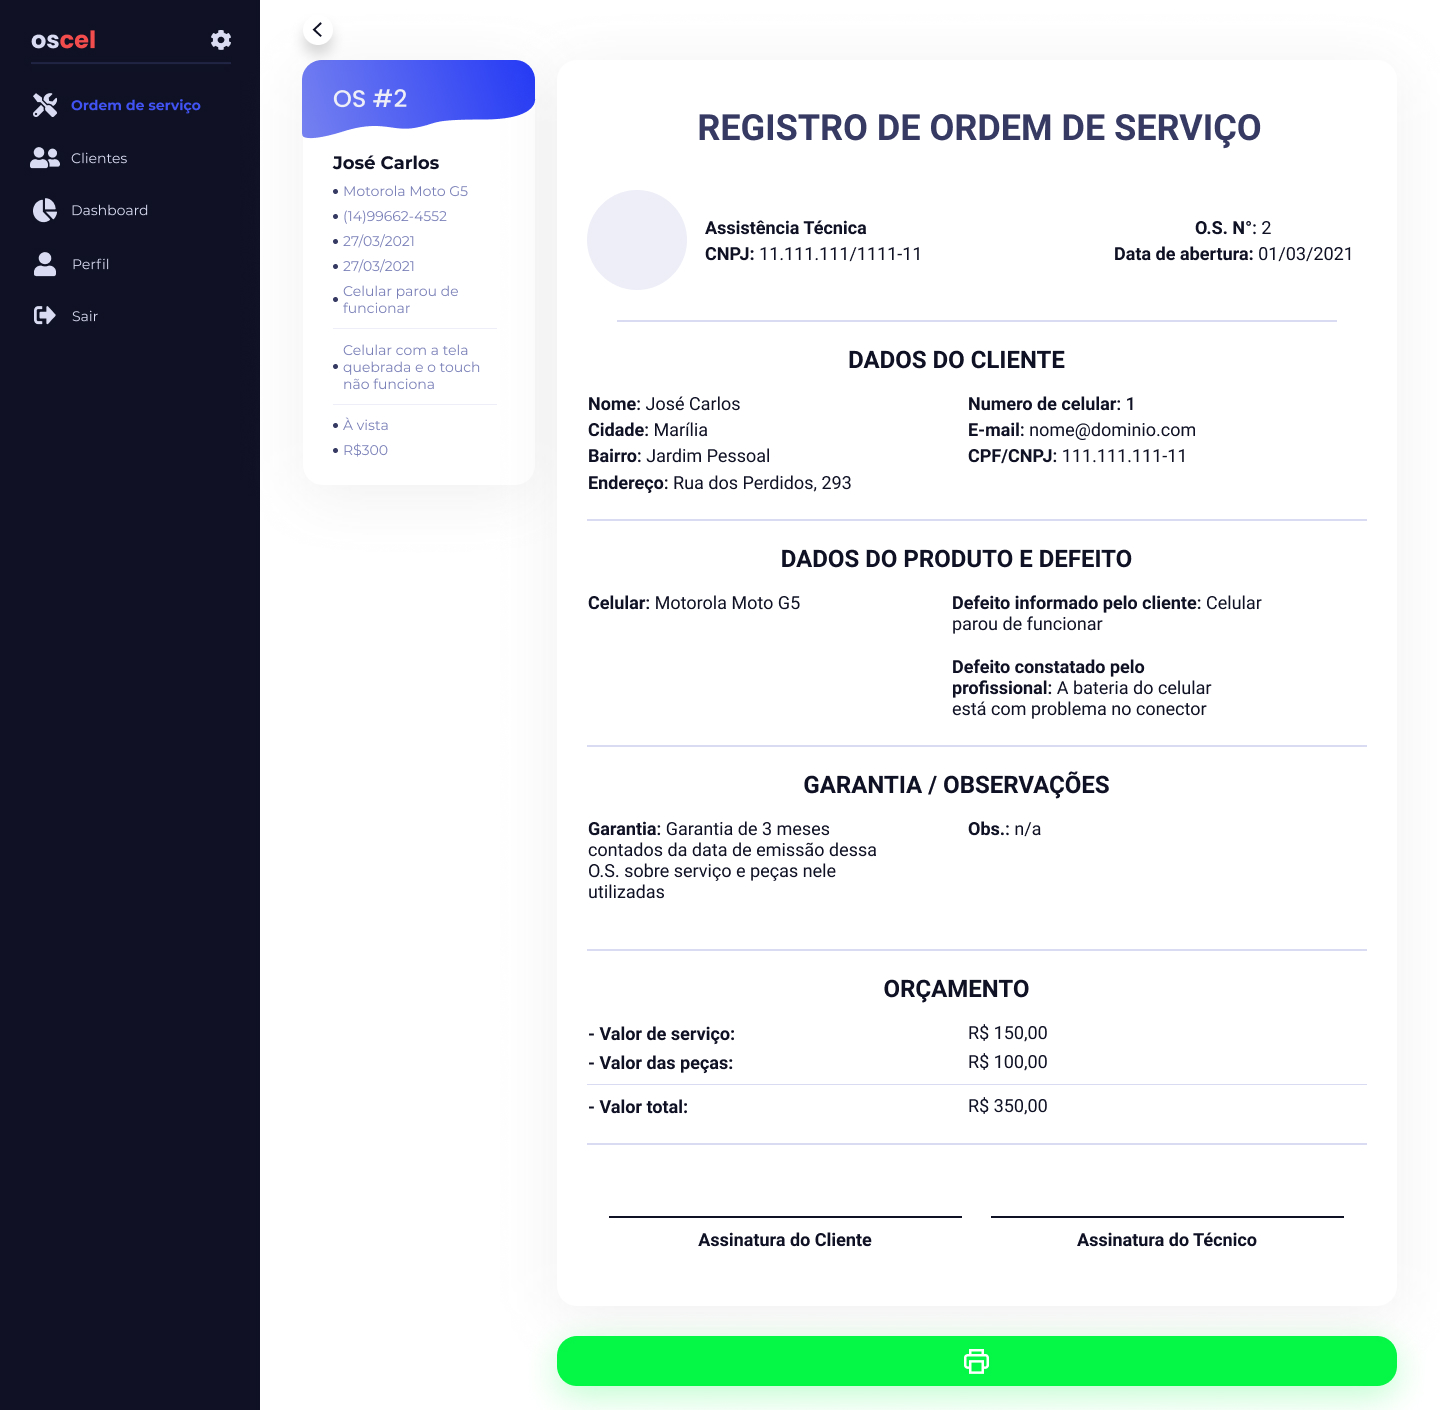 oscel
Ordem de serviço
Clientes
Dashboard
Perfil
Sair
OS #2
José Carlos
Motorola Moto G5
(14)99662-4552
27/03/2021
27/03/2021
Celular parou de
funcionar
Celular com a tela
quebrada e o touch
não funciona
À vista
R$300
REGISTRO DE ORDEM DE SERVIÇO
Assistência Técnica
CNPJ: 11.111.111/1111-11
O.S. N°: 2
Data de abertura: 01/03/2021
DADOS DO CLIENTE
Nome: José Carlos
Cidade: Marília
Bairro: Jardim Pessoal
Endereço: Rua dos Perdidos, 293
Numero de celular: 1
E-mail: nome@dominio.com
CPF/CNPJ: 111.111.111-11
DADOS DO PRODUTO E DEFEITO
Celular: Motorola Moto G5
Defeito informado pelo cliente: Celular
parou de funcionar
Defeito constatado pelo
profissional: A bateria do celular
está com problema no conector
GARANTIA / OBSERVAÇÕES
Garantia: Garantia de 3 meses
contados da data de emissão dessa
O.S. sobre serviço e peças nele
utilizadas
Obs.: n/a
ORÇAMENTO
- Valor de serviço: R$ 150,00
- Valor das peças: R$ 100,00
- Valor total: R$ 350,00
Assinatura do Cliente
Assinatura do Técnico